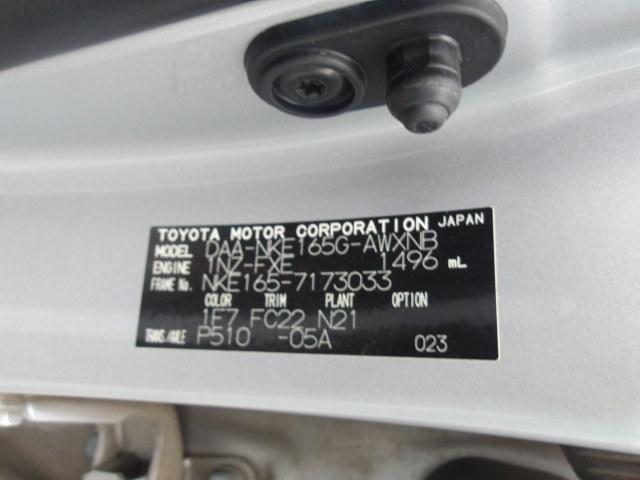 TOYOTA MOTOR CORPORATION JAPAN
MODEL DAA-NKE165G-AWXNB
ENGINE 1NZ-FXE 1496 mL
FRAME No. NKE165-7173033
COLOR TRIM PLANT OPTION
1F7 FC22 N21
TRANS./AXLE P510 -05A 023